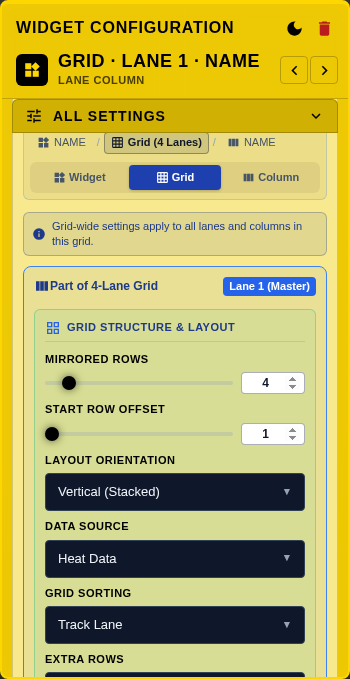 WIDGET CONFIGURATION
GRID · LANE 1 · NAME
LANE COLUMN
ALL SETTINGS
NAME / Grid (4 Lanes) / NAME
Widget Grid Column
Grid-wide settings apply to all lanes and columns in
this grid.
Part of 4-Lane Grid Lane 1 (Master)
GRID STRUCTURE & LAYOUT
MIRRORED ROWS
4
START ROW OFFSET
1
LAYOUT ORIENTATION
Vertical (Stacked)
DATA SOURCE
Heat Data
GRID SORTING
Track Lane
EXTRA ROWS